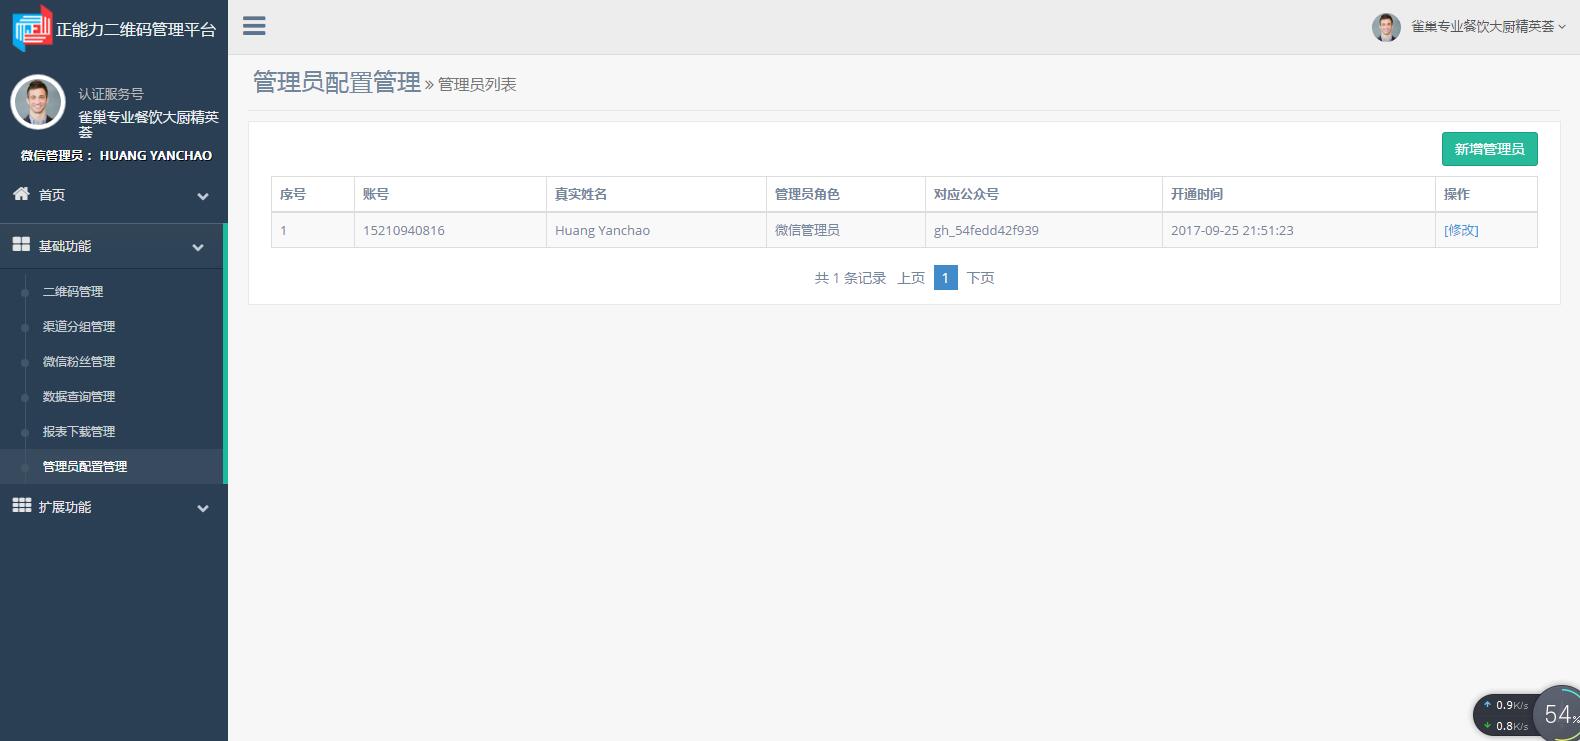 正能力二维码管理平台
雀巢专业餐饮大厨精英荟
认证服务号
雀巢专业餐饮大厨精英
荟
微信管理员： HUANG YANCHAO
首页
基础功能
二维码管理
渠道分组管理
微信粉丝管理
数据查询管理
报表下载管理
管理员配置管理
扩展功能
管理员配置管理 » 管理员列表
新增管理员
序号 账号 真实姓名 管理员角色 对应公众号 开通时间 操作
1 15210940816 Huang Yanchao 微信管理员 gh_54fedd42f939 2017-09-25 21:51:23 [修改]
共 1 条记录 上页 1 下页
0.9K/s
0.8K/s
54%